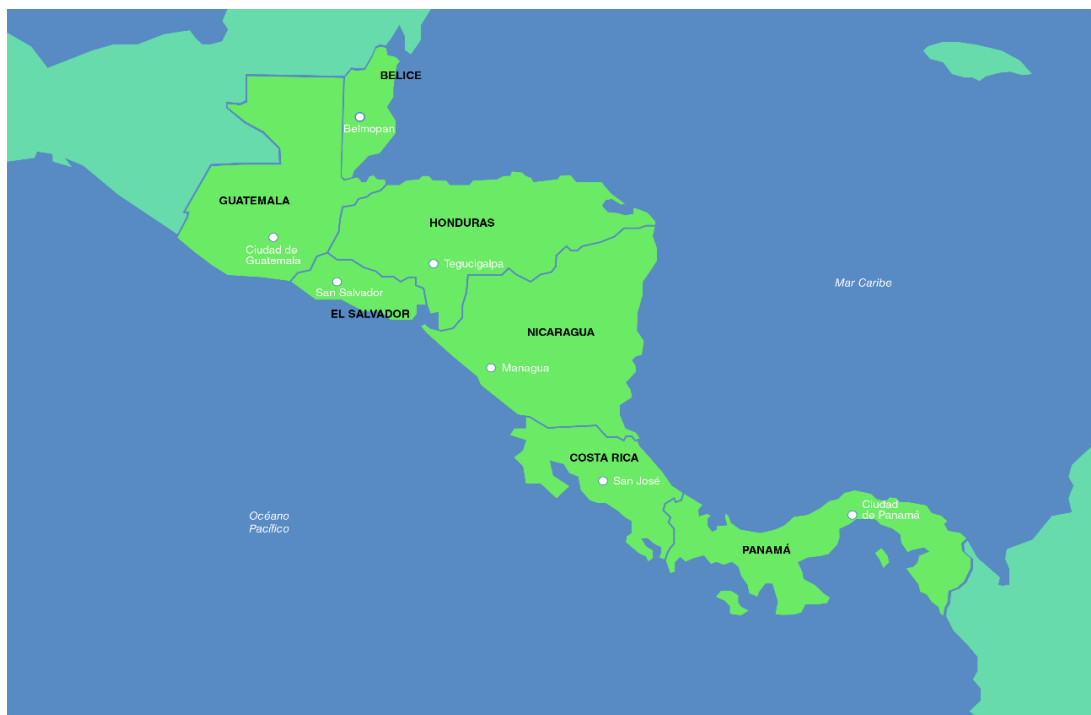 BELICE
Belmopan
GUATEMALA
HONDURAS
Ciudad de
Guatemala
Tegucigalpa
Mar Caribe
San Salvador
EL SALVADOR
NICARAGUA
Managua
COSTA RICA
San José
Ciudad
de Panamá
Océano
Pacífico
PANAMÁ